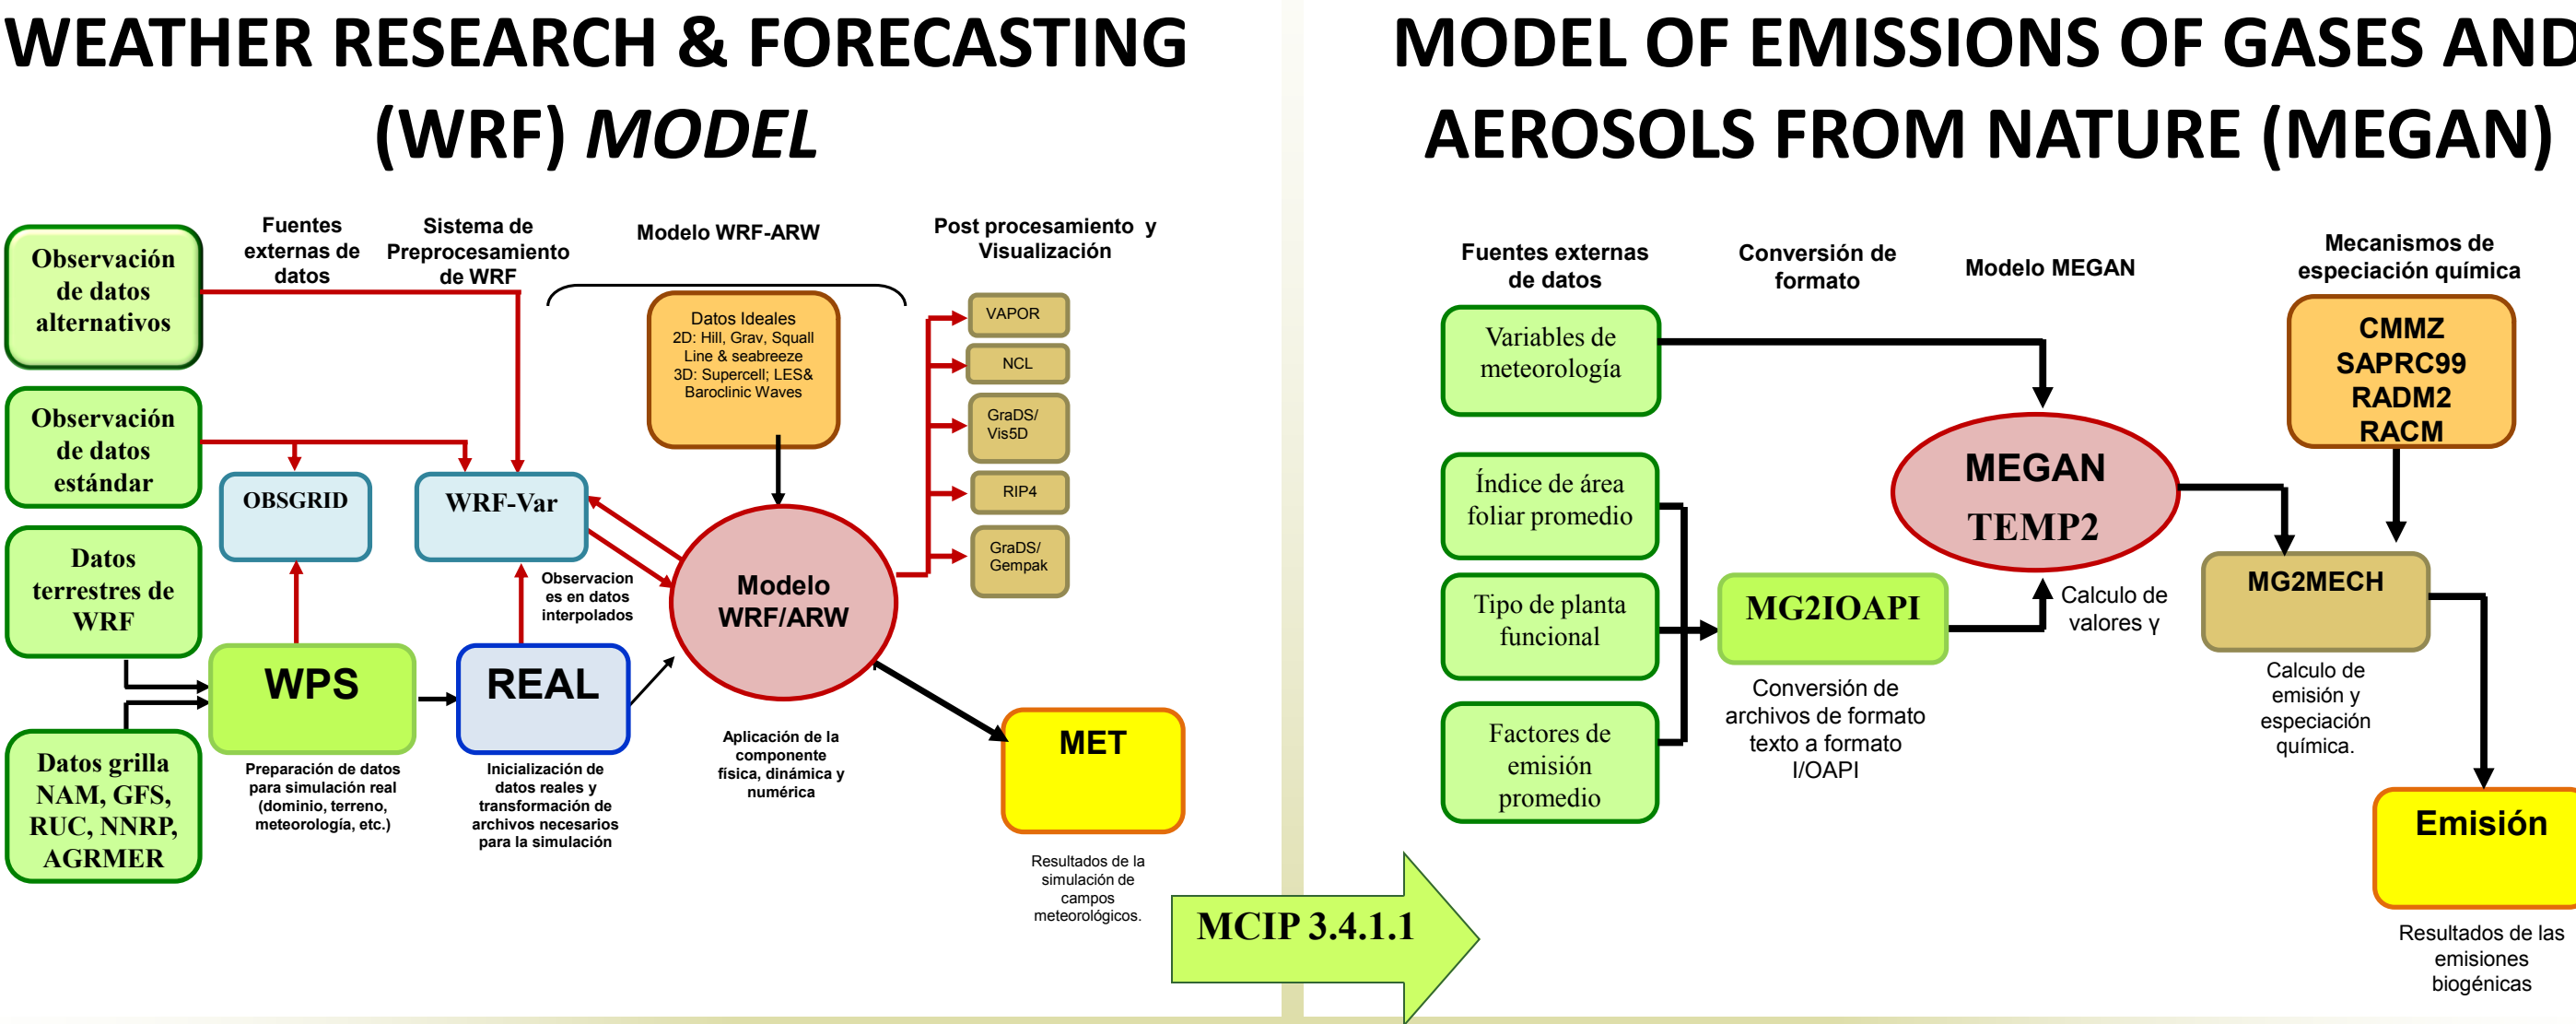 WEATHER RESEARCH & FORECASTING
(WRF) MODEL
Observación
de datos
alternativos
Fuentes
externas de
datos
Sistema de
Preprocesamiento
de WRF
Modelo WRF-ARW
Post procesamiento y
Visualización
Datos Ideales
2D: Hill, Grav, Squall
Line & seabreeze
3D: Supercell; LES&
Baroclinic Waves
VAPOR
NCL
GraDS/
Vis5D
RIP4
GraDS/
Gempak
Observación
de datos
estándar
OBSGRID
WRF-Var
Datos
terrestres de
WRF
Observacion
es en datos
interpolados
Modelo
WRF/ARW
WPS
REAL
Datos grilla
NAM, GFS,
RUC, NNRP,
AGRMER
Preparación de datos
para simulación real
(dominio, terreno,
meteorología, etc.)
Inicialización de
datos reales y
transformación de
archivos necesarios
para la simulación
Aplicación de la
componente
física, dinámica y
numérica
MET
Resultados de la
simulación de
campos
meteorológicos.
MCIP 3.4.1.1
MODEL OF EMISSIONS OF GASES AND
AEROSOLS FROM NATURE (MEGAN)
Fuentes externas
de datos
Conversión de
formato
Modelo MEGAN
Mecanismos de
especiación química
Variables de
meteorología
CMMZ
SAPRC99
RADM2
RACM
Índice de área
foliar promedio
MEGAN
TEMP2
Tipo de planta
funcional
MG2IOAPI
Calculo de
valores γ
MG2MECH
Factores de
emisión
promedio
Conversión de
archivos de formato
texto a formato
I/OAPI
Calculo de
emisión y
especiación
química.
Emisión
Resultados de las
emisiones
biogénicas